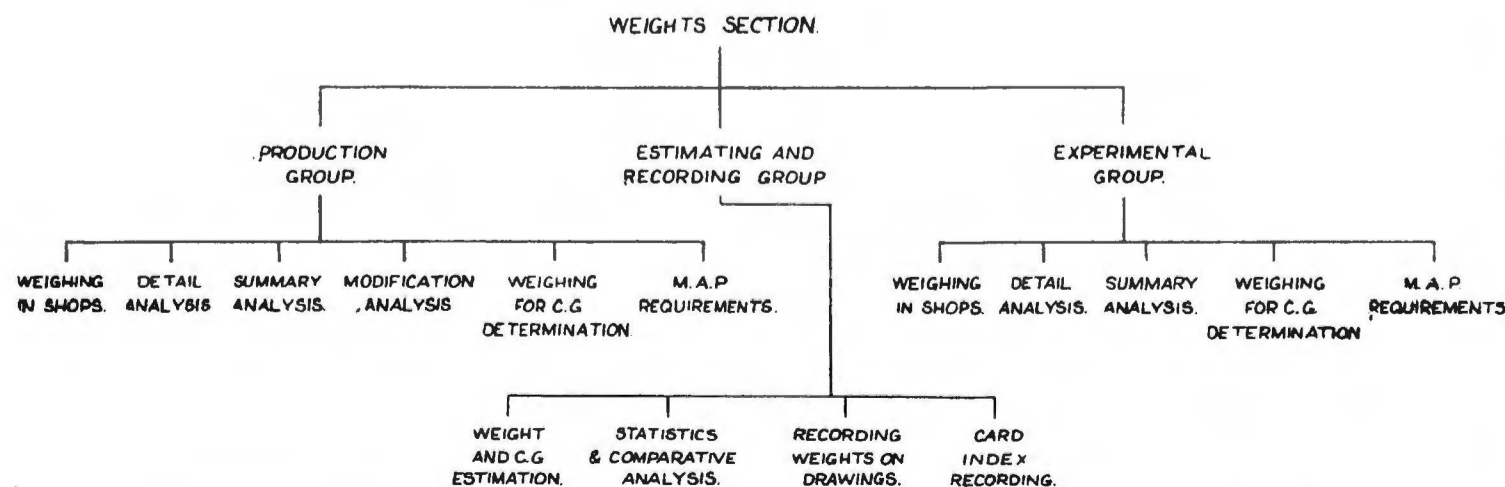 WEIGHTS SECTION.
PRODUCTION
GROUP.
ESTIMATING AND
RECORDING GROUP
EXPERIMENTAL
GROUP.
WEIGHING
IN SHOPS.
DETAIL
ANALYSIS
SUMMARY
ANALYSIS.
MODIFICATION
ANALYSIS
WEIGHING
FOR C.G
DETERMINATION.
M.A.P
REQUIREMENTS.
WEIGHING
IN SHOPS.
DETAIL
ANALYSIS.
SUMMARY
ANALYSIS.
WEIGHING
FOR C.G.
DETERMINATION
M.A.P.
REQUIREMENTS
WEIGHT
AND C.G
ESTIMATION.
STATISTICS
& COMPARATIVE
ANALYSIS.
RECORDING
WEIGHTS ON
DRAWINGS.
CARD
INDEX
RECORDING.